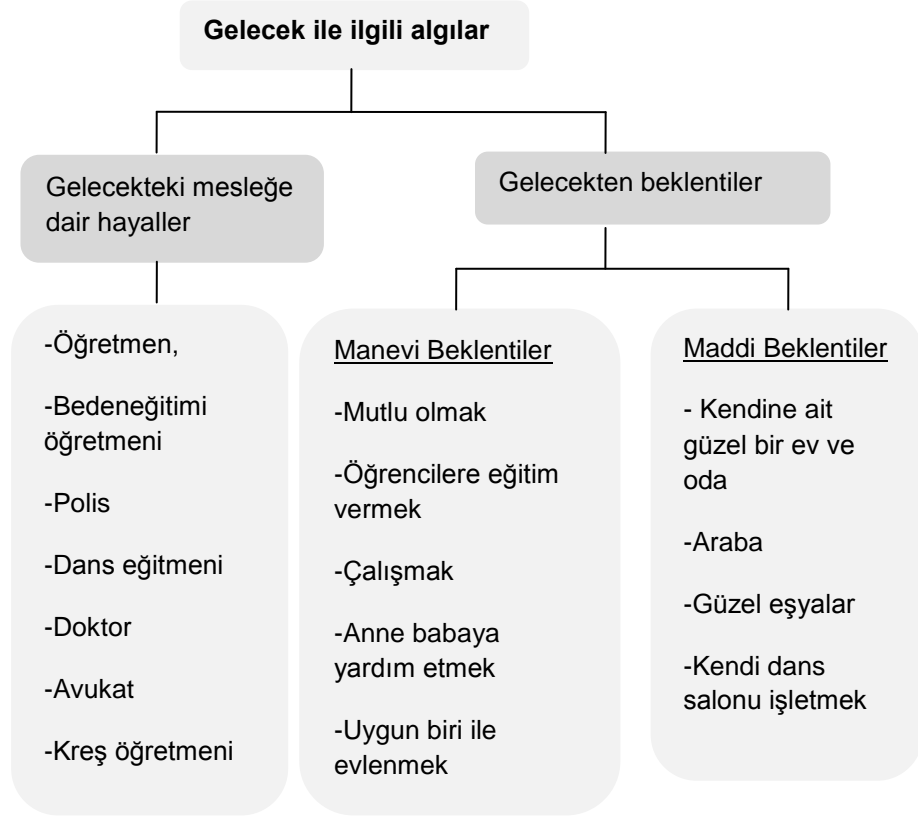 Gelecek ile ilgili algılar
Gelecekteki mesleğe
dair hayaller
Gelecekten beklentiler
-Öğretmen,
-Bedeneğitimi
öğretmeni
-Polis
-Dans eğitmeni
-Doktor
-Avukat
-Kreş öğretmeni
Manevi Beklentiler
-Mutlu olmak
-Öğrencilere eğitim
vermek
-Çalışmak
-Anne babaya
yardım etmek
-Uygun biri ile
evlenmek
Maddi Beklentiler
- Kendine ait
güzel bir ev ve
oda
-Araba
-Güzel eşyalar
-Kendi dans
salonu işletmek